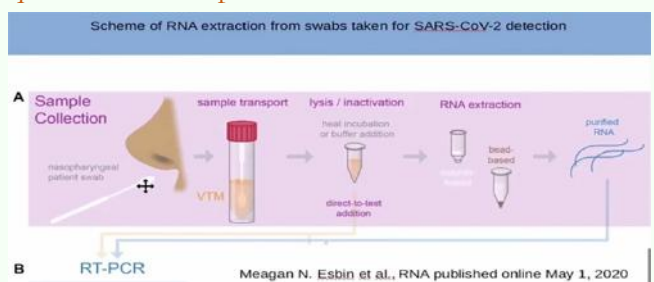 Scheme of RNA extraction from swabs taken for SARS-CoV-2 detection
A
Sample
Collection
sample transport
lysis / inactivation
RNA extraction
heat incubation
or buffer addition
purified
RNA
bead-
based
nasopharyngeal
patient swab
VTM
direct-to-test
addition
B
RT-PCR
Meagan N. Esbin et al., RNA published online May 1, 2020